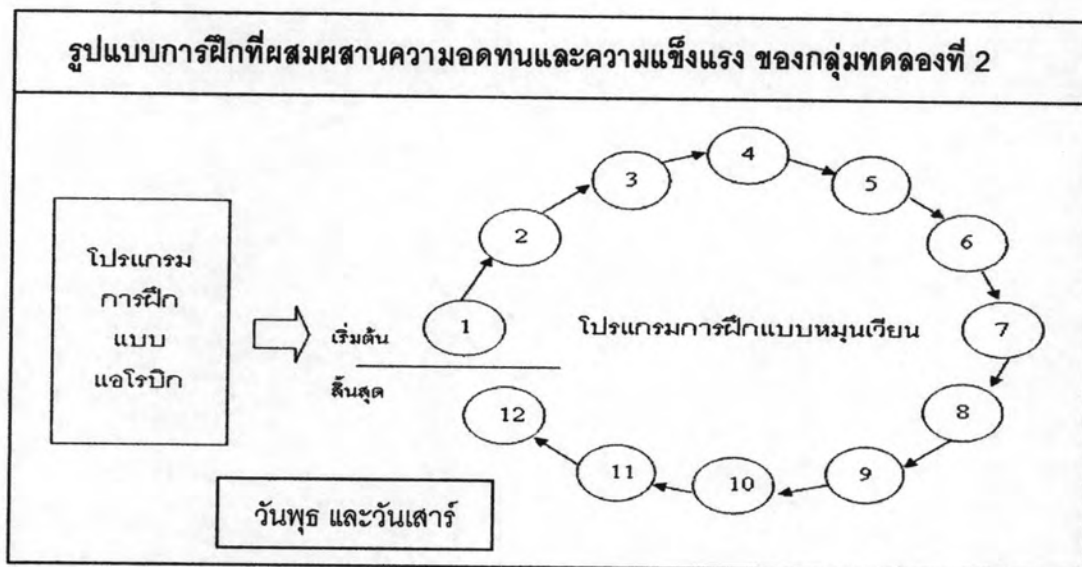 รูปแบบการฝึกที่ผสมผสานความอดทนและความแข็งแรง ของกลุ่มทดลองที่ 2
โปรแกรม
การฝึก
แบบ
แอโรบิก
เริ่มต้น
สิ้นสุด
1
2
3
4
5
6
7
8
9
10
11
12
โปรแกรมการฝึกแบบหมุนเวียน
วันพุธ และวันเสาร์